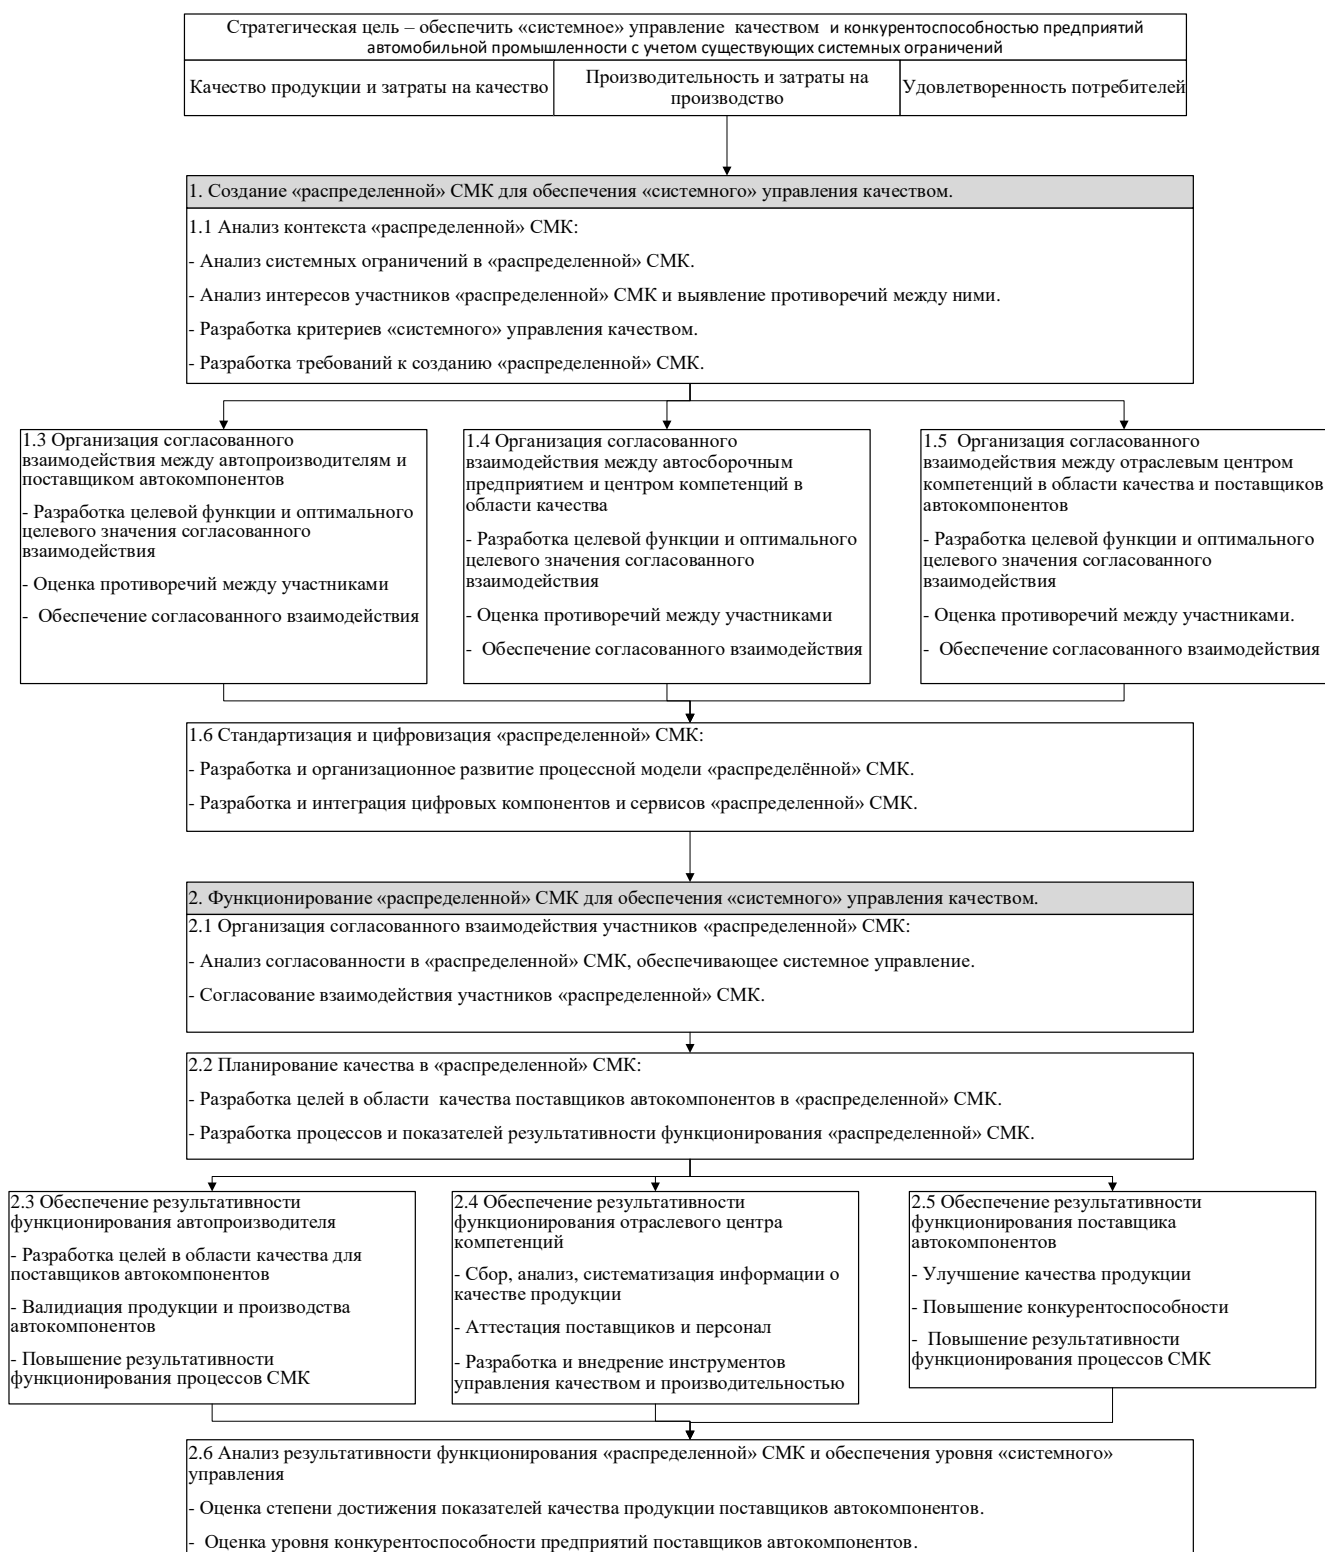 Стратегическая цель – обеспечить «системное» управление качеством и конкурентоспособностью предприятий
автомобильной промышленности с учетом существующих системных ограничений
Качество продукции и затраты на качество
Производительность и затраты на
производство
Удовлетворенность потребителей
1. Создание «распределенной» СМК для обеспечения «системного» управления качеством.
1.1 Анализ контекста «распределенной» СМК:
- Анализ системных ограничений в «распределенной» СМК.
- Анализ интересов участников «распределенной» СМК и выявление противоречий между ними.
- Разработка критериев «системного» управления качеством.
- Разработка требований к созданию «распределенной» СМК.
1.3 Организация согласованного
взаимодействия между автопроизводителям и
поставщиком автокомпонентов
- Разработка целевой функции и оптимального
целевого значения согласованного
взаимодействия
- Оценка противоречий между участниками
- Обеспечение согласованного взаимодействия
1.4 Организация согласованного
взаимодействия между автосборочным
предприятием и центром компетенций в
области качества
- Разработка целевой функции и оптимального
целевого значения согласованного
взаимодействия
- Оценка противоречий между участниками
- Обеспечение согласованного взаимодействия
1.5 Организация согласованного
взаимодействия между отраслевым центром
компетенций в области качества и поставщиков
автокомпонентов
- Разработка целевой функции и оптимального
целевого значения согласованного
взаимодействия
- Оценка противоречий между участниками.
- Обеспечение согласованного взаимодействия
1.6 Стандартизация и цифровизация «распределенной» СМК:
- Разработка и организационное развитие процессной модели «распределённой» СМК.
- Разработка и интеграция цифровых компонентов и сервисов «распределенной» СМК.
2. Функционирование «распределенной» СМК для обеспечения «системного» управления качеством.
2.1 Организация согласованного взаимодействия участников «распределенной» СМК:
- Анализ согласованности в «распределенной» СМК, обеспечивающее системное управление.
- Согласование взаимодействия участников «распределенной» СМК.
2.2 Планирование качества в «распределенной» СМК:
- Разработка целей в области качества поставщиков автокомпонентов в «распределенной» СМК.
- Разработка процессов и показателей результативности функционирования «распределенной» СМК.
2.3 Обеспечение результативности
функционирования автопроизводителя
- Разработка целей в области качества для
поставщиков автокомпонентов
- Валидиация продукции и производства
автокомпонентов
- Повышение результативности
функционирования процессов СМК
2.4 Обеспечение результативности
функционирования отраслевого центра
компетенций
- Сбор, анализ, систематизация информации о
качестве продукции
- Аттестация поставщиков и персонал
- Разработка и внедрение инструментов
управления качеством и производительностью
2.5 Обеспечение результативности
функционирования поставщика
автокомпонентов
- Улучшение качества продукции
- Повышение конкурентоспособности
- Повышение результативности
функционирования процессов СМК
2.6 Анализ результативности функционирования «распределенной» СМК и обеспечения уровня «системного»
управления
- Оценка степени достижения показателей качества продукции поставщиков автокомпонентов.
- Оценка уровня конкурентоспособности предприятий поставщиков автокомпонентов.